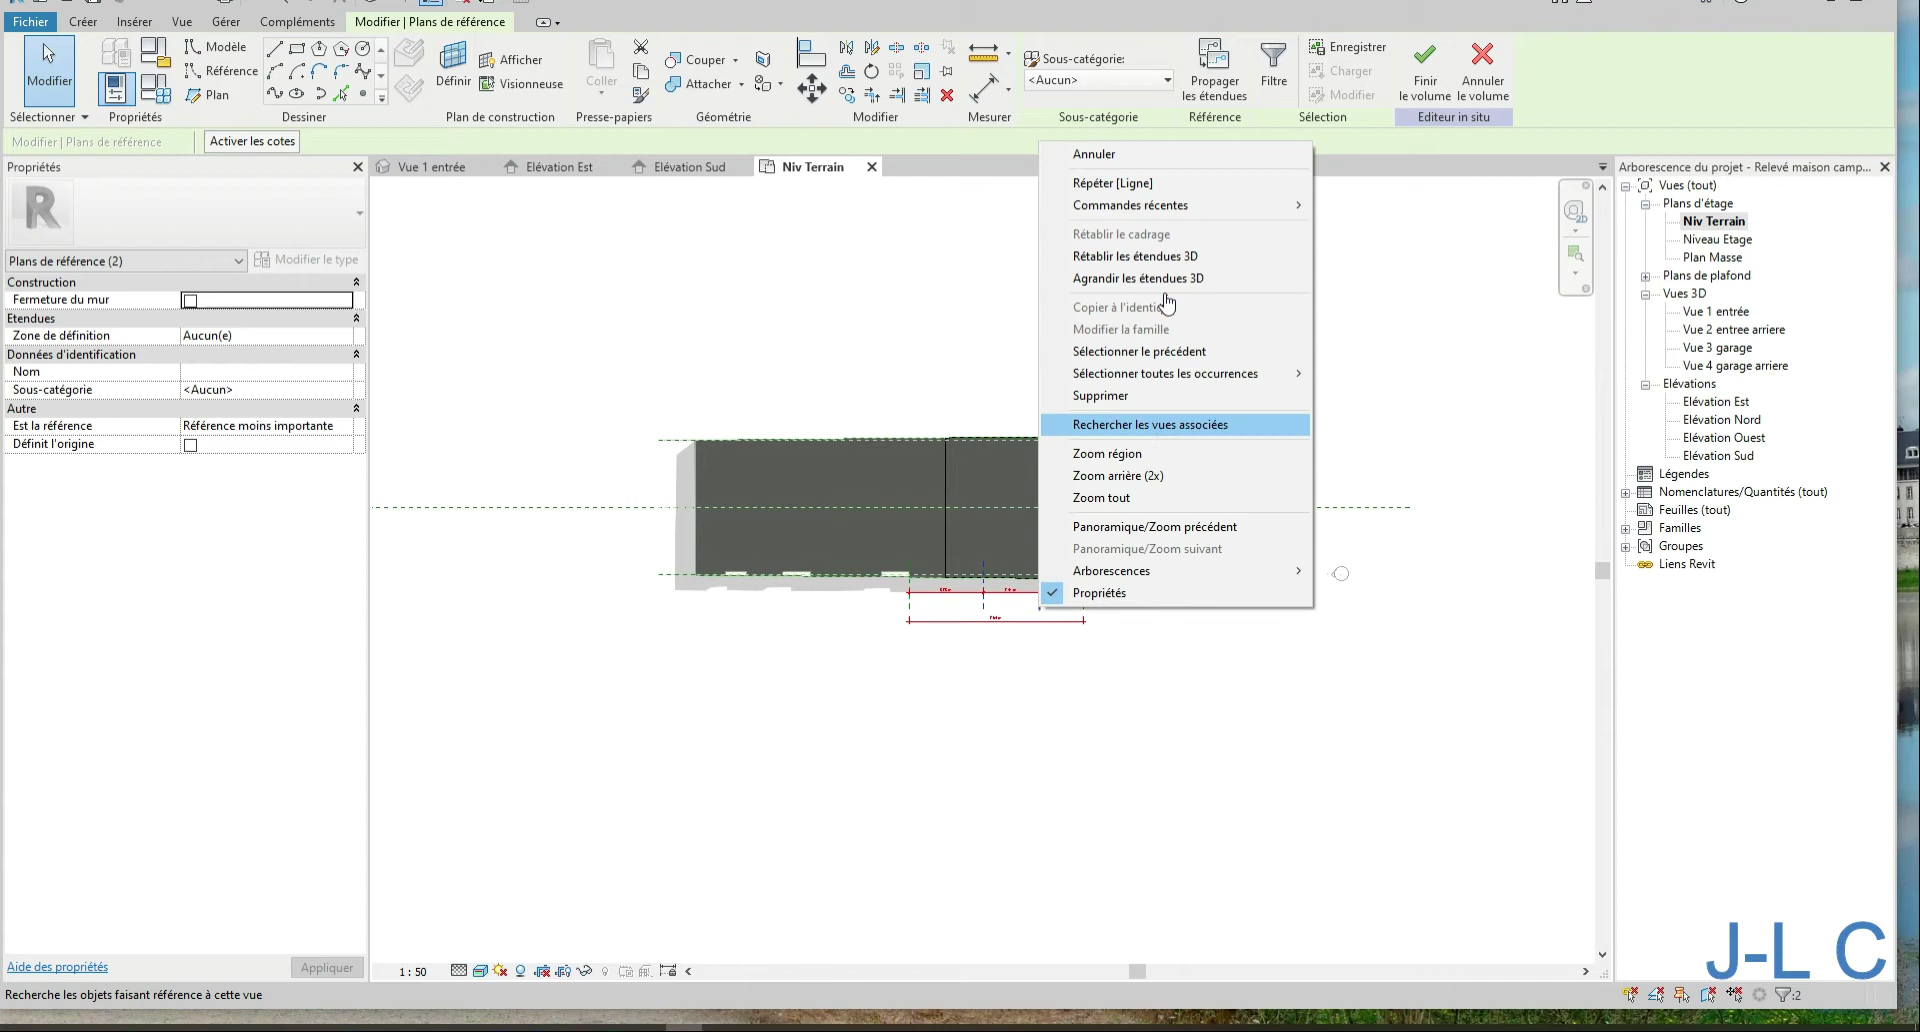 Fichier Créer Insérer Vue Gérer Compléments Modifier | Plans de référence
Modifier
Modèle
Référence
Plan
Définir
Afficher
Visionneuse
Coller
Couper
Attacher
Sous-catégorie:
<Aucun>
Propager
les étendues
Filtre
Enregistrer
Charger
Modifier
Finir
le volume
Annuler
le volume
Sélectionner Propriétés Dessiner Plan de construction Presse-papiers Géométrie Modifier Mesurer Sous-catégorie Référence Sélection Editeur in situ
Modifier | Plans de référence Activer les cotes
Propriétés
R
Plans de référence (2) Modifier le type
Construction
Fermeture du mur
Etendues
Zone de définition Aucun(e)
Données d'identification
Nom
Sous-catégorie <Aucun>
Autre
Est la référence Référence moins importante
Définit l'origine
Aide des propriétés Appliquer
Vue 1 entrée Elévation Est Elévation Sud Niv Terrain
2D
Annuler
Répéter [Ligne]
Commandes récentes
Rétablir le cadrage
Rétablir les étendues 3D
Agrandir les étendues 3D
Copier à l'identi
Modifier la famille
Sélectionner le précédent
Sélectionner toutes les occurrences
Supprimer
Rechercher les vues associées
Zoom région
Zoom arrière (2x)
Zoom tout
Panoramique/Zoom précédent
Panoramique/Zoom suivant
Arborescences
Propriétés
Arborescence du projet - Relevé maison camp...
Vues (tout)
Plans d'étage
Niv Terrain
Niveau Etage
Plan Masse
Plans de plafond
Vues 3D
Vue 1 entrée
Vue 2 entree arriere
Vue 3 garage
Vue 4 garage arriere
Elévations
Elévation Est
Elévation Nord
Elévation Ouest
Elévation Sud
Légendes
Nomenclatures/Quantités (tout)
Feuilles (tout)
Familles
Groupes
Liens Revit
J-L C
1 : 50
Recherche les objets faisant référence à cette vue
:2